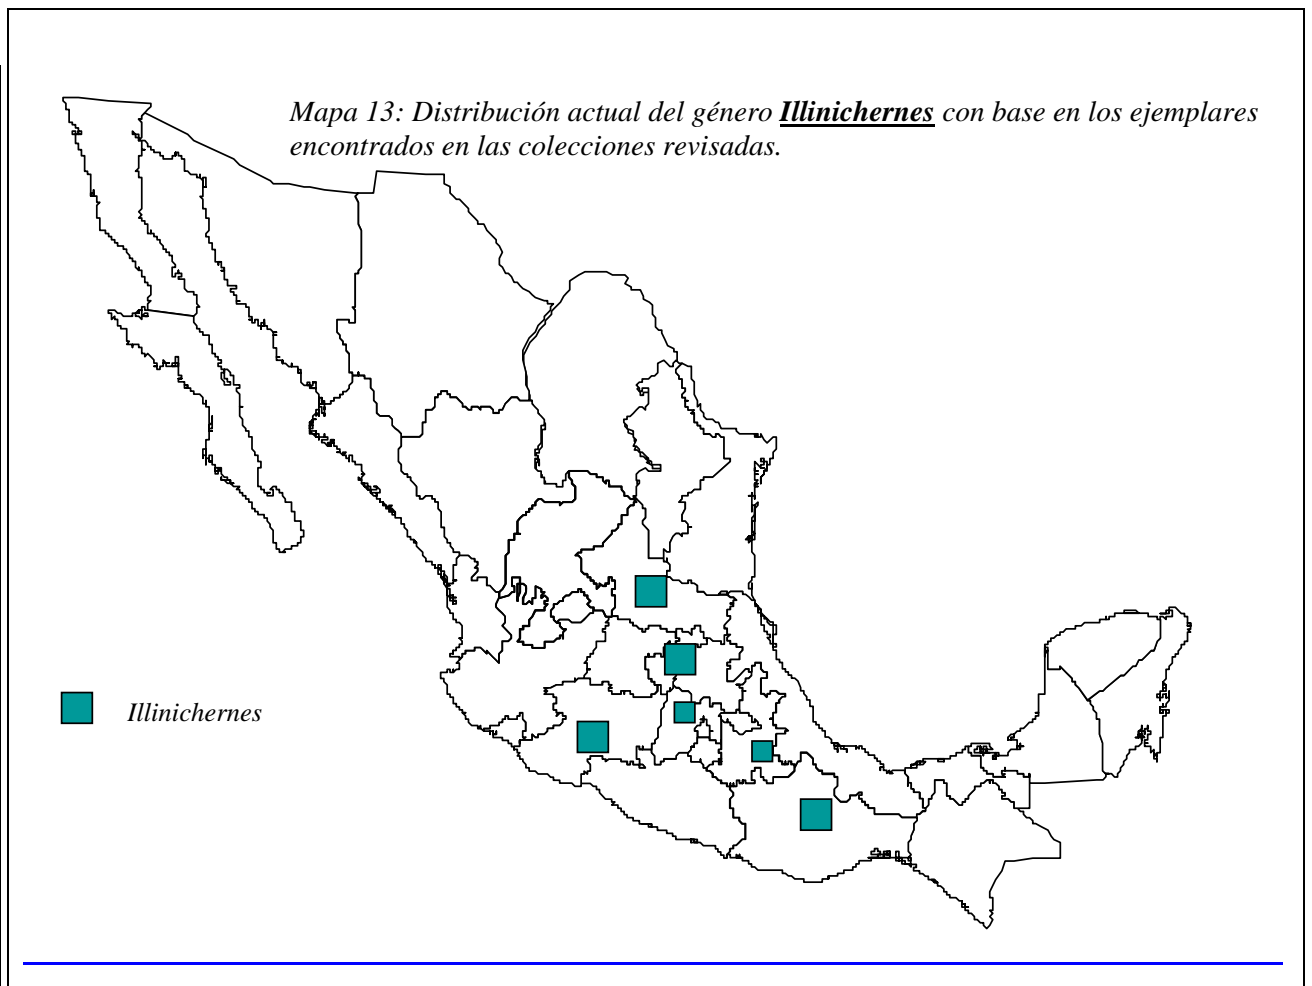 Mapa 13: Distribución actual del género Illinichernes con base en los ejemplares
encontrados en las colecciones revisadas.
Illinichernes